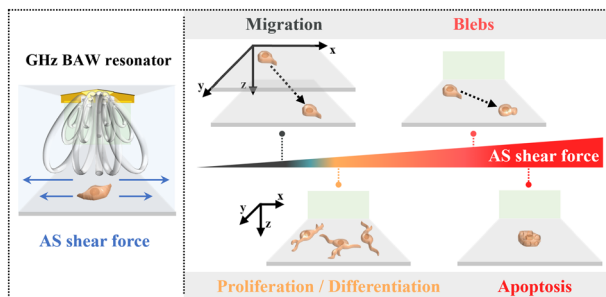 GHz BAW resonator
AS shear force
Migration
Blebs
x
y
z
AS shear force
x
y
z
Proliferation / Differentiation
Apoptosis